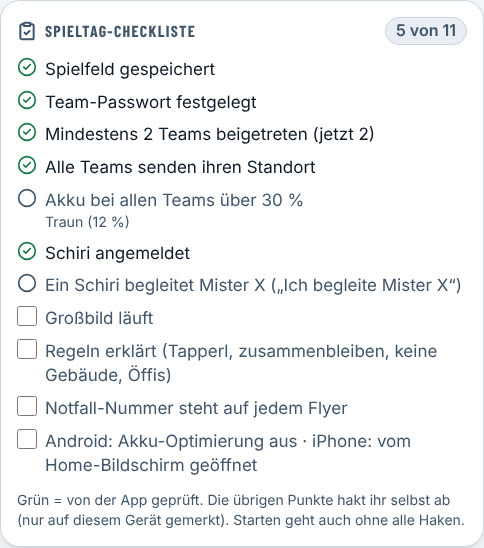 SPIELTAG-CHECKLISTE
5 von 11
Spielfeld gespeichert
Team-Passwort festgelegt
Mindestens 2 Teams beigetreten (jetzt 2)
Alle Teams senden ihren Standort
Akku bei allen Teams über 30 %
Traun (12 %)
Schiri angemeldet
Ein Schiri begleitet Mister X („Ich begleite Mister X“)
Großbild läuft
Regeln erklärt (Tapperl, zusammenbleiben, keine
Gebäude, Öffis)
Notfall-Nummer steht auf jedem Flyer
Android: Akku-Optimierung aus · iPhone: vom
Home-Bildschirm geöffnet
Grün = von der App geprüft. Die übrigen Punkte hakt ihr selbst ab
(nur auf diesem Gerät gemerkt). Starten geht auch ohne alle Haken.